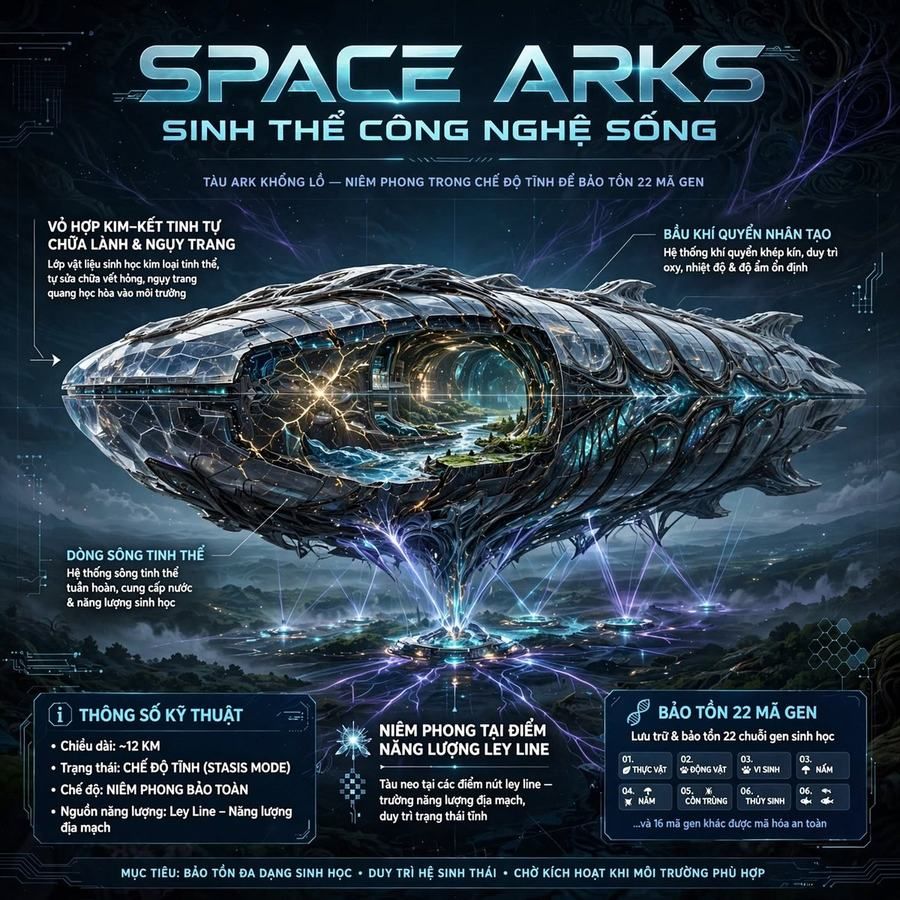 SPACE ARKS
SINH THỂ CÔNG NGHỆ SỐNG
TÀU ARK KHỔNG LỒ — NIÊM PHONG TRONG CHẾ ĐỘ TĨNH ĐỂ BẢO TỒN 22 MÃ GEN
VỎ HỢP KIM–KẾT TINH TỰ
CHỮA LÀNH & NGỤY TRANG
Lớp vật liệu sinh học kim loại tinh thể,
tự sửa chữa vết hỏng, ngụy trang
quang học hòa vào môi trường
BẦU KHÍ QUYỂN NHÂN TẠO
Hệ thống khí quyển khép kín, duy trì
oxy, nhiệt độ & độ ẩm ổn định
DÒNG SÔNG TINH THỂ
Hệ thống sông tinh thể
tuần hoàn, cung cấp nước
& năng lượng sinh học
THÔNG SỐ KỸ THUẬT
• Chiều dài: ~12 KM
• Trạng thái: CHẾ ĐỘ TĨNH (STASIS MODE)
• Chế độ: NIÊM PHONG BẢO TOÀN
• Nguồn năng lượng: Ley Line – Năng lượng
địa mạch
NIÊM PHONG TẠI ĐIỂM
NĂNG LƯỢNG LEY LINE
Tàu neo tại các điểm nút ley line —
trường năng lượng địa mạch,
duy trì trạng thái tĩnh
BẢO TỒN 22 MÃ GEN
Lưu trữ & bảo tồn 22 chuỗi gen sinh học
01. THỰC VẬT
02. ĐỘNG VẬT
03. VI SINH
03. NẤM
04. NẤM
05. CÔN TRÙNG
06. THỦY SINH
06.
...và 16 mã gen khác được mã hóa an toàn
MỤC TIÊU: BẢO TỒN ĐA DẠNG SINH HỌC • DUY TRÌ HỆ SINH THÁI • CHỜ KÍCH HOẠT KHI MÔI TRƯỜNG PHÙ HỢP